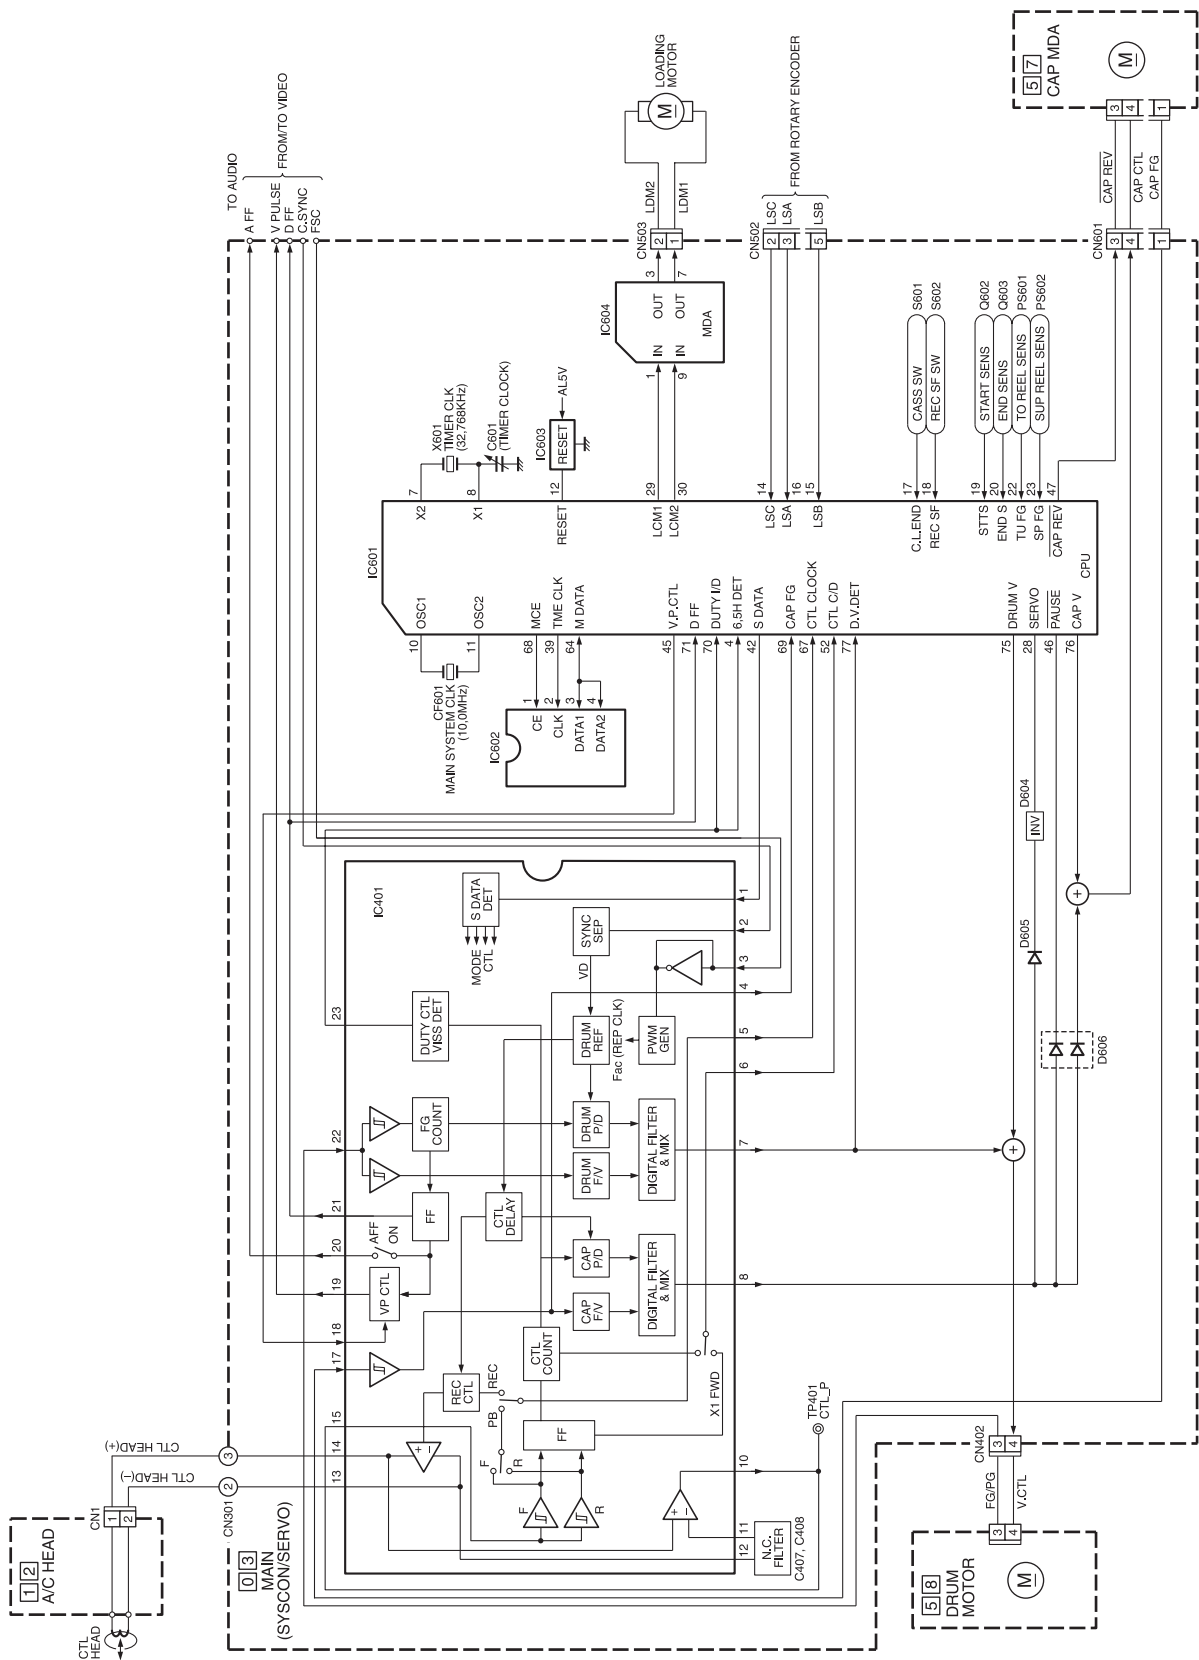 TO AUDIO
A FF
V PULSE
D FF
C.SYNC
FSC
FROM/TO VIDEO
LOADING
MOTOR
M
LDM2
LDM1
CN503
2
1
3
7
IC604
OUT
OUT
IN
IN
MDA
1
9
FROM ROTARY ENCODER
LSC
LSA
LSB
CN502
2
3
5
5 7
CAP MDA
M
3
4
1
CAP REV
CAP CTL
CAP FG
CN601
3
4
1
X601
TIMER CLK
(32,768KHz)
C601
(TIMER CLOCK)
IC603
RESET
AL5V
CASS SW
S601
REC SF SW
S602
START SENS
Q602
END SENS
Q603
TO REEL SENS
PS601
SUP REEL SENS
PS602
IC601
7
X2
8
X1
12
RESET
29
LCM1
30
LCM2
14
LSC
16
LSA
15
LSB
17
C.L.END
18
REC SF
19
STTS
20
END S
22
TU FG
23
SP FG
47
CAP REV
CPU
10
OSC1
11
OSC2
68
MCE
39
TME CLK
64
M DATA
45
V.P.CTL
71
D FF
70
DUTY I/D
4
6,5H DET
42
S DATA
69
CAP FG
67
CTL CLOCK
52
CTL C/D
77
D.V.DET
75
DRUM V
28
SERVO
46
PAUSE
76
CAP V
CF601
MAIN SYSTEM CLK
(10,0MHz)
IC602
1
CE
2
CLK
3
DATA1
4
DATA2
D604
INV
D605
D606
+
+
IC401
S DATA
DET
MODE
CTL
SYNC
SEP
VD
DUTY CTL
VISS DET
DRUM
REF
Fac (REP CLK)
PWM
GEN
FG
COUNT
DRUM
P/D
DRUM
F/V
DIGITAL FILTER
& MIX
FF
CTL
DELAY
AFF
ON
VP CTL
CAP
P/D
CAP
F/V
DIGITAL FILTER
& MIX
CTL
COUNT
REC
CTL
REC
PB
FF
F
R
F
R
X1 FWD
+ −
+ −
23
22
21
20
19
18
17
15
14
13
1
2
3
4
5
6
7
8
10
11
12
N.C.
FILTER
C407, C408
TP401
CTL_P
CN402
3
4
FG/PG
V.CTL
3
4
5 8
DRUM
MOTOR
M
CTL HEAD(+)
CTL HEAD(−)
3
2
CN301
CN1
1
2
1 2
A/C HEAD
CTL
HEAD
0 3
MAIN
(SYSCON/SERVO)